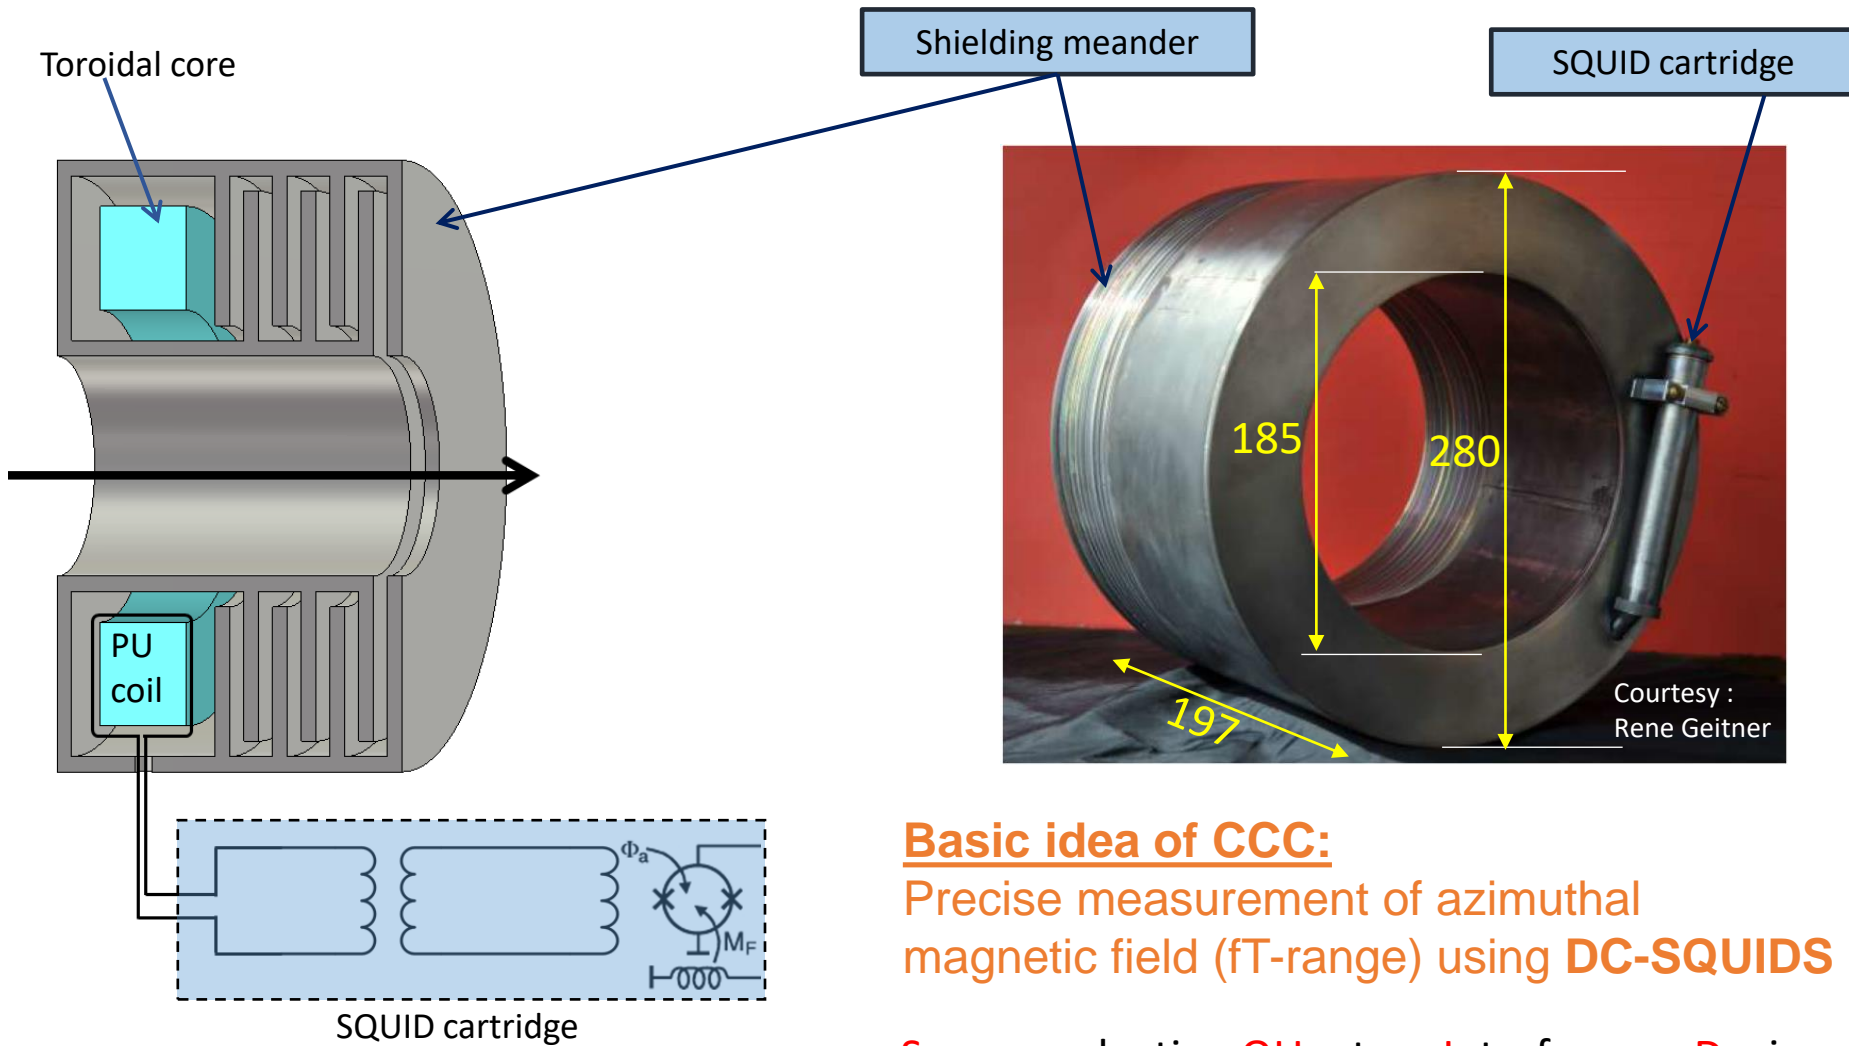 Toroidal core
Shielding meander
SQUID cartridge
185
280
197
Courtesy :
Rene Geitner
PU
coil
Φa
MF
SQUID cartridge
Basic idea of CCC:
Precise measurement of azimuthal
magnetic field (fT-range) using DC-SQUIDS